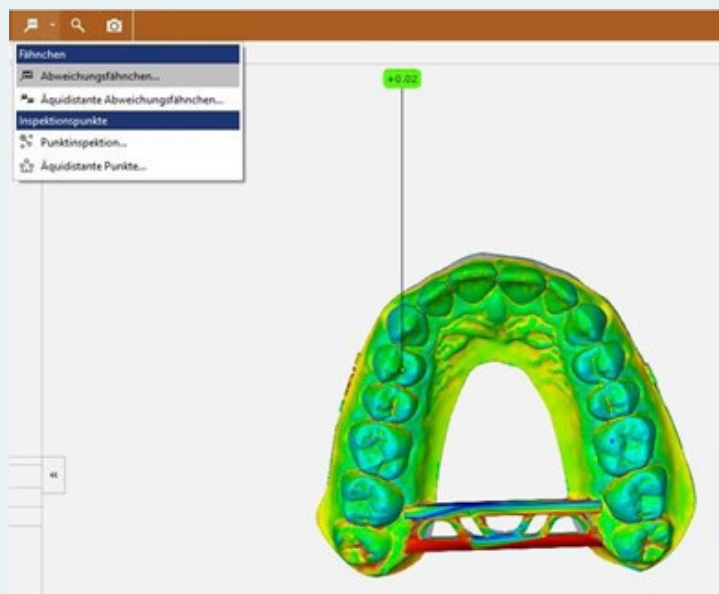 Fähnchen
Abweichungsfähnchen...
Äquidistante Abweichungsfähnchen...
Inspektionspunkte
Punktinspektion...
Äquidistante Punkte...
+0.02
«